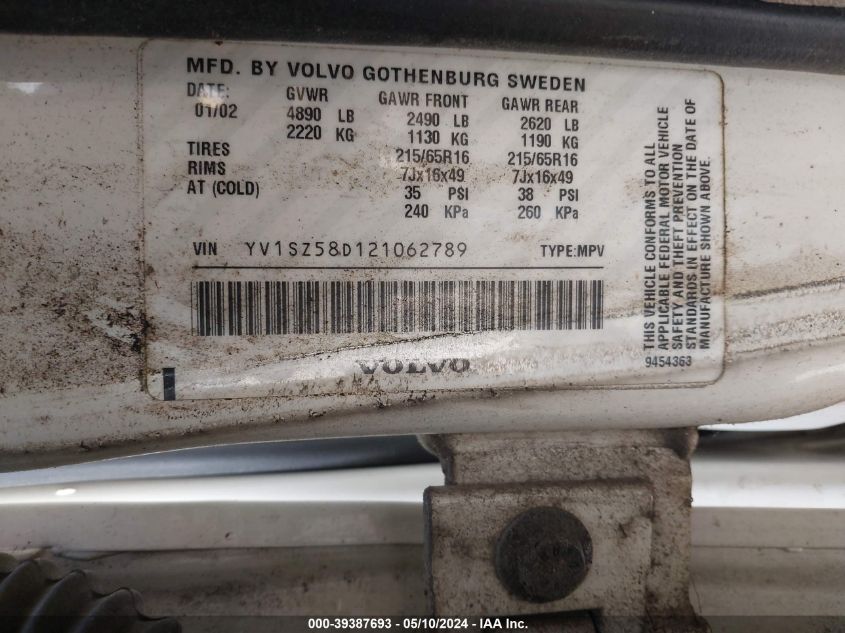 MFD. BY VOLVO GOTHENBURG SWEDEN
DATE: GVWR GAWR FRONT GAWR REAR
01/02 4890 LB 2490 LB 2620 LB
2220 KG 1130 KG 1190 KG
TIRES 215/65R16 215/65R16
RIMS 7Jx16x49 7Jx16x49
AT (COLD) 35 PSI 38 PSI
240 KPa 260 KPa
VIN YV1SZ58D121062789 TYPE:MPV
VOLVO
THIS VEHICLE CONFORMS TO ALL
APPLICABLE FEDERAL MOTOR VEHICLE
SAFETY AND THEFT PREVENTION
STANDARDS IN EFFECT ON THE DATE OF
MANUFACTURE SHOWN ABOVE.
9454363
000-39387693 - 05/10/2024 - IAA Inc.